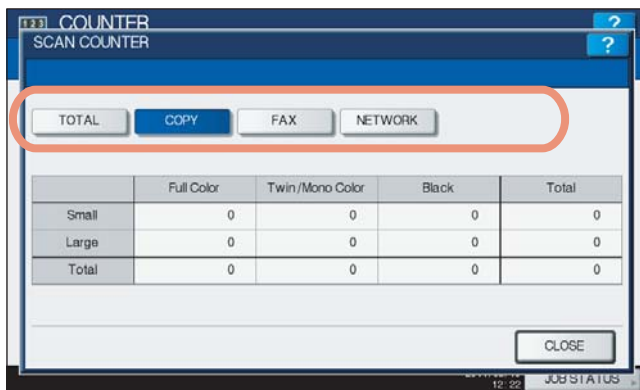 123 COUNTER ?
SCAN COUNTER ?
TOTAL COPY FAX NETWORK
Full Color Twin/Mono Color Black Total
Small 0 0 0 0
Large 0 0 0 0
Total 0 0 0 0
CLOSE
12:22 JOB STATUS